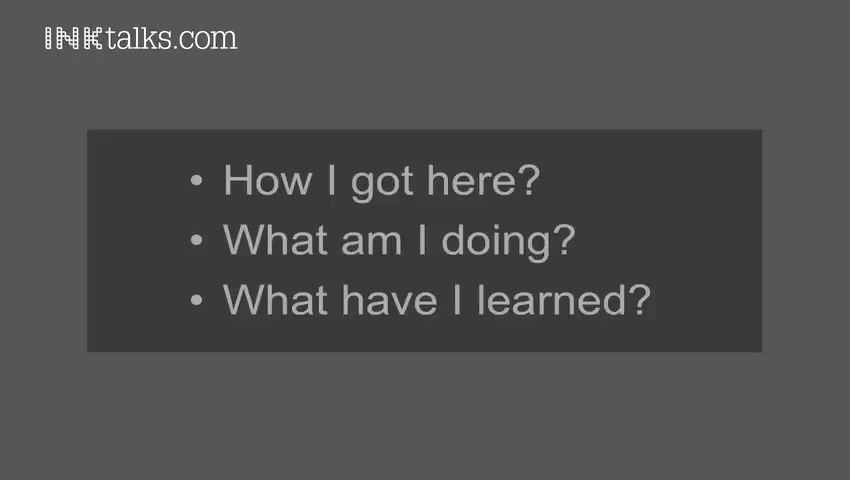 INKtalks.com
• How I got here?
• What am I doing?
• What have I learned?